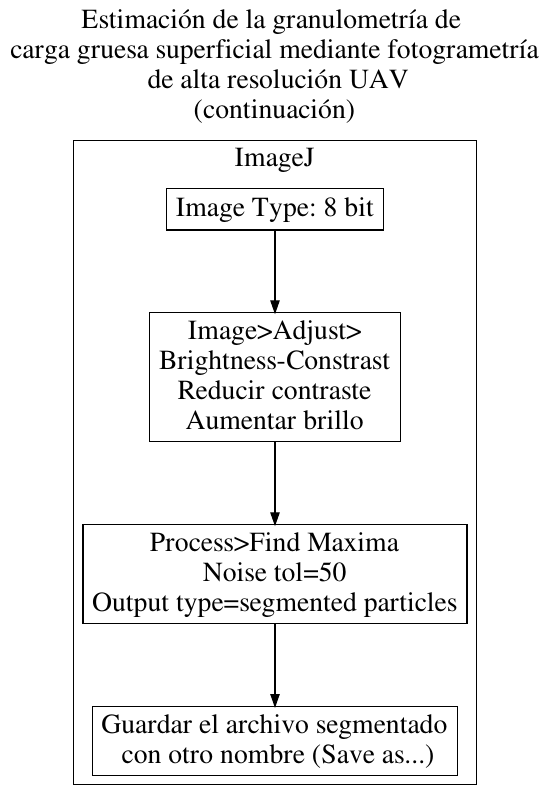 Estimación de la granulometría de
carga gruesa superficial mediante fotogrametría
de alta resolución UAV
(continuación)
ImageJ
Image Type: 8 bit
Image>Adjust>
Brightness-Constrast
Reducir contraste
Aumentar brillo
Process>Find Maxima
Noise tol=50
Output type=segmented particles
Guardar el archivo segmentado
con otro nombre (Save as...)